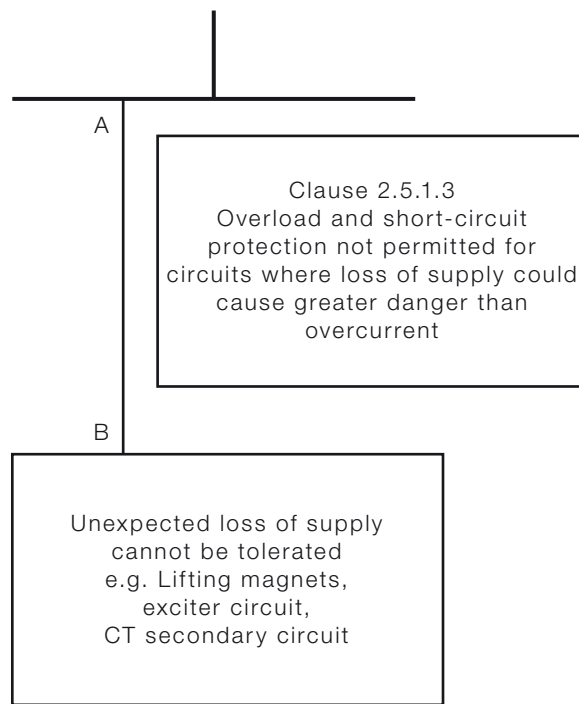 A
Clause 2.5.1.3
Overload and short-circuit
protection not permitted for
circuits where loss of supply could
cause greater danger than
overcurrent
B
Unexpected loss of supply
cannot be tolerated
e.g. Lifting magnets,
exciter circuit,
CT secondary circuit